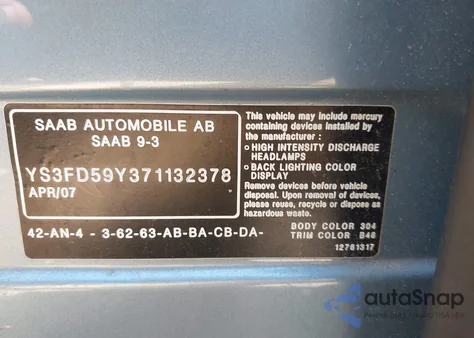 SAAB AUTOMOBILE AB
SAAB 9-3
YS3FD59Y371132378
APR/07
42-AN-4 - 3-62-63-AB-BA-CB-DA-
This vehicle may include mercury
containing devices installed by the
manufacturer :
○ HIGH INTENSITY DISCHARGE
HEADLAMPS
○ BACK LIGHTING COLOR
DISPLAY
Remove devices before vehicle
disposal. Upon removal of devices,
please reuse, recycle or dispose as
hazardous waste.
BODY COLOR 304
TRIM COLOR B46
12761317
autoSnap